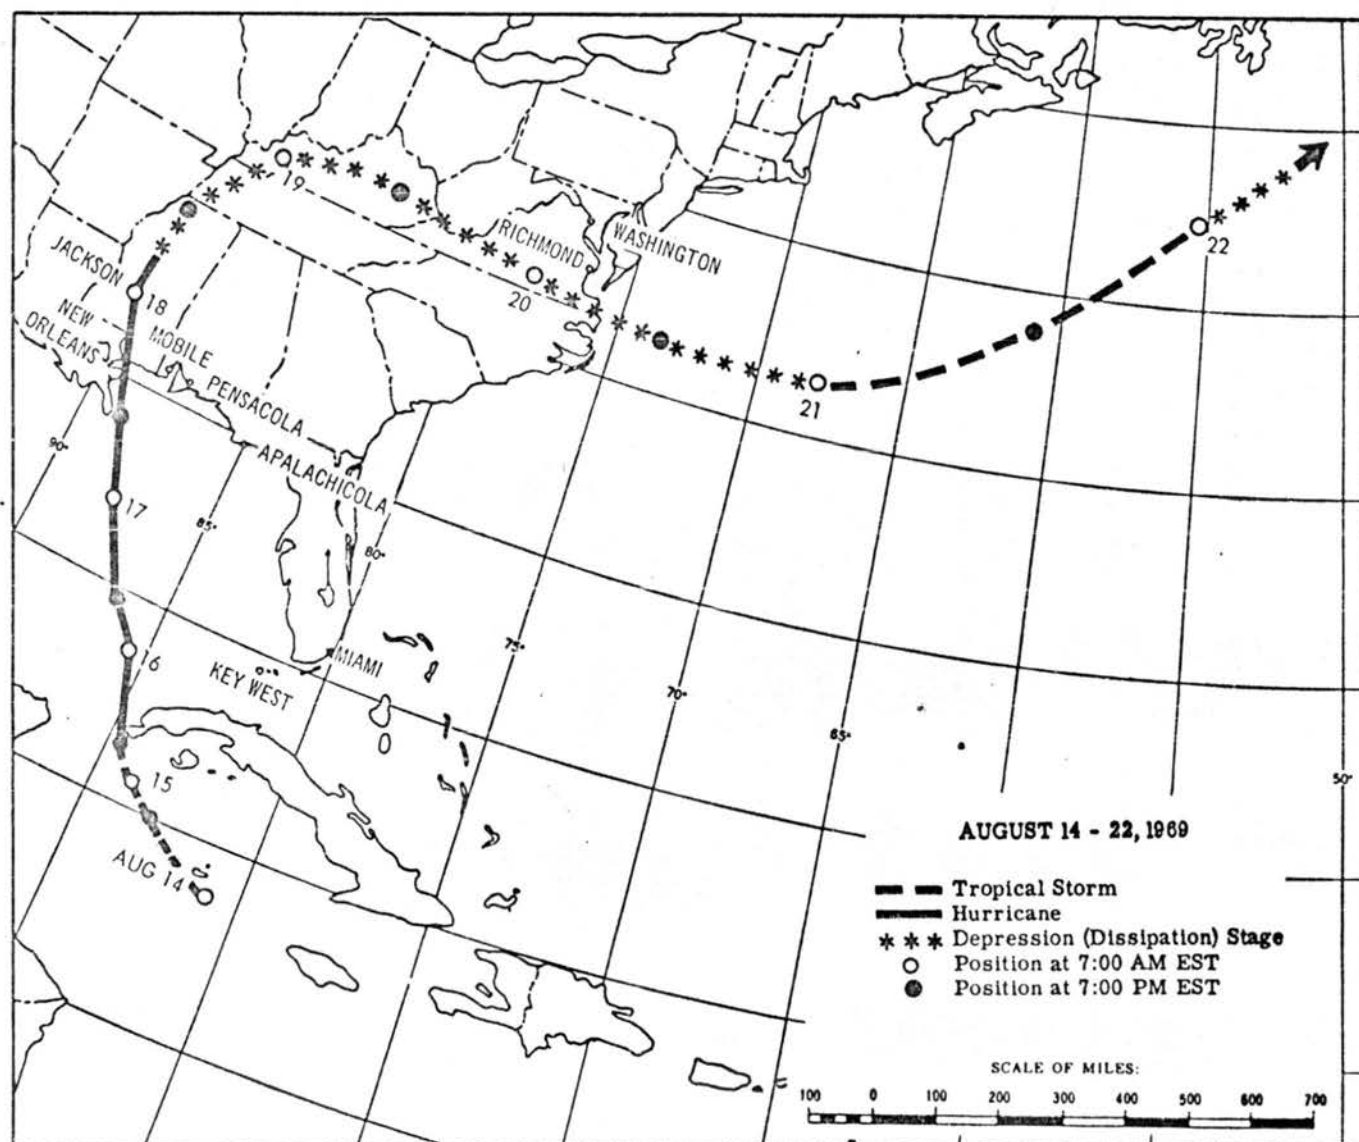 19
JACKSON
RICHMOND
WASHINGTON
22
20
18
NEW
ORLEANS
MOBILE
21
PENSACOLA
90°
APALACHICOLA
17
85°
80°
75°
16
MIAMI
KEY WEST
70°
65°
15
50°
AUG 14
AUGUST 14 - 22, 1969
Tropical Storm
Hurricane
Depression (Dissipation) Stage
Position at 7:00 AM EST
Position at 7:00 PM EST
SCALE OF MILES:
100 0 100 200 300 400 500 600 700